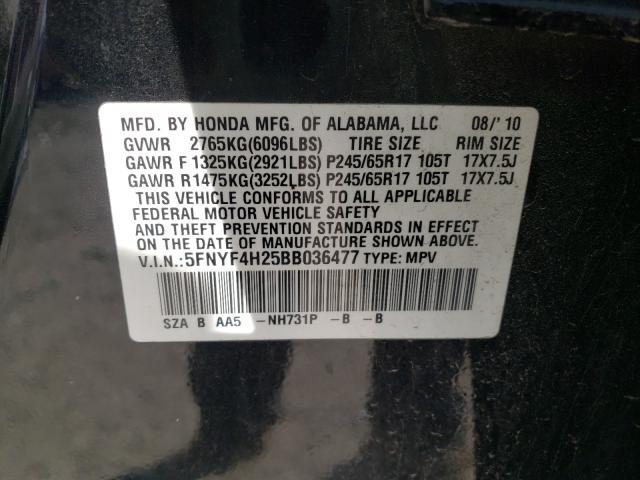 MFD. BY HONDA MFG. OF ALABAMA, LLC 08/'10
GVWR 2765KG(6096LBS) TIRE SIZE RIM SIZE
GAWR F 1325KG(2921LBS) P245/65R17 105T 17X7.5J
GAWR R1475KG(3252LBS) P245/65R17 105T 17X7.5J
THIS VEHICLE CONFORMS TO ALL APPLICABLE
FEDERAL MOTOR VEHICLE SAFETY
AND THEFT PREVENTION STANDARDS IN EFFECT
ON THE DATE OF MANUFACTURE SHOWN ABOVE.
V.I.N.:5FNYF4H25BB036477 TYPE: MPV
SZA B AA5 -NH731P -B -B